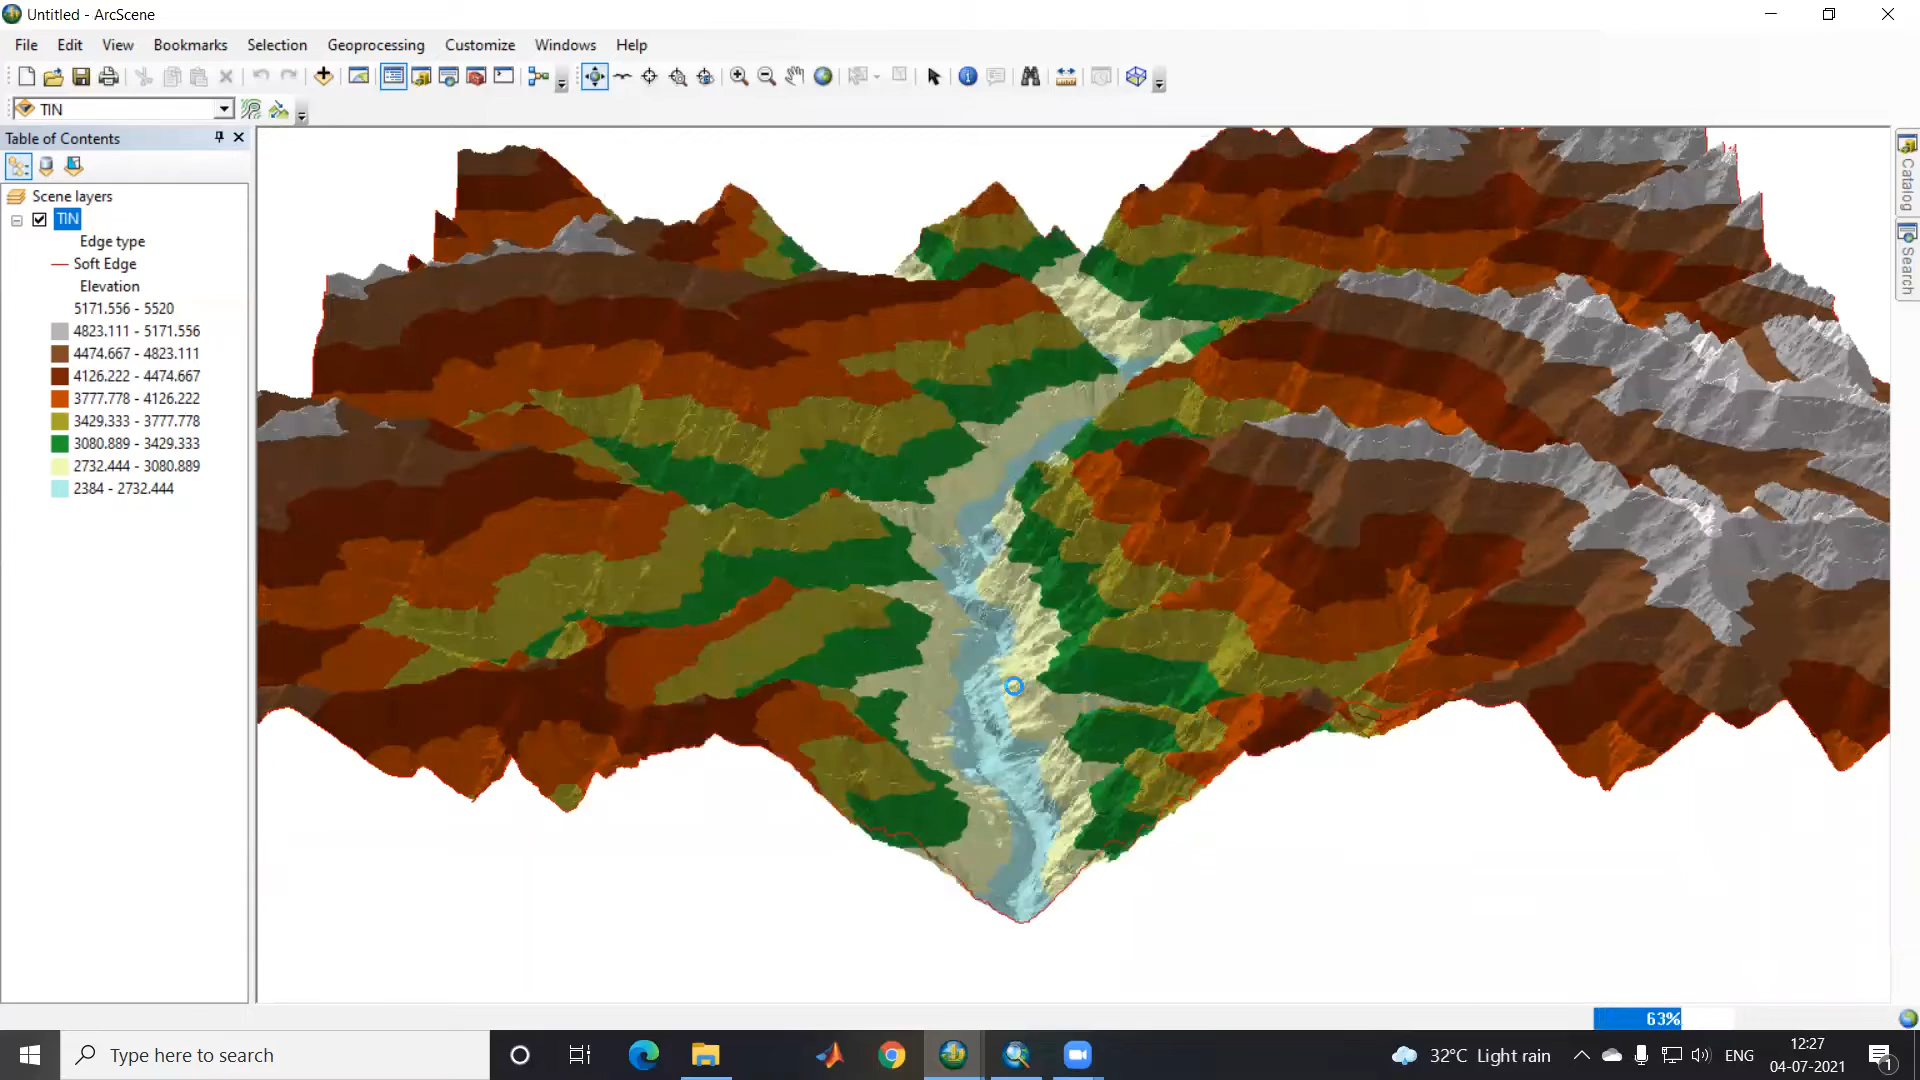 Untitled - ArcScene
File Edit View Bookmarks Selection Geoprocessing Customize Windows Help
TIN
Table of Contents
Scene layers
TIN
Edge type
Soft Edge
Elevation
5171.556 - 5520
4823.111 - 5171.556
4474.667 - 4823.111
4126.222 - 4474.667
3777.778 - 4126.222
3429.333 - 3777.778
3080.889 - 3429.333
2732.444 - 3080.889
2384 - 2732.444
Catalog
Search
63%
Type here to search
32°C Light rain
ENG
12:27
04-07-2021
1